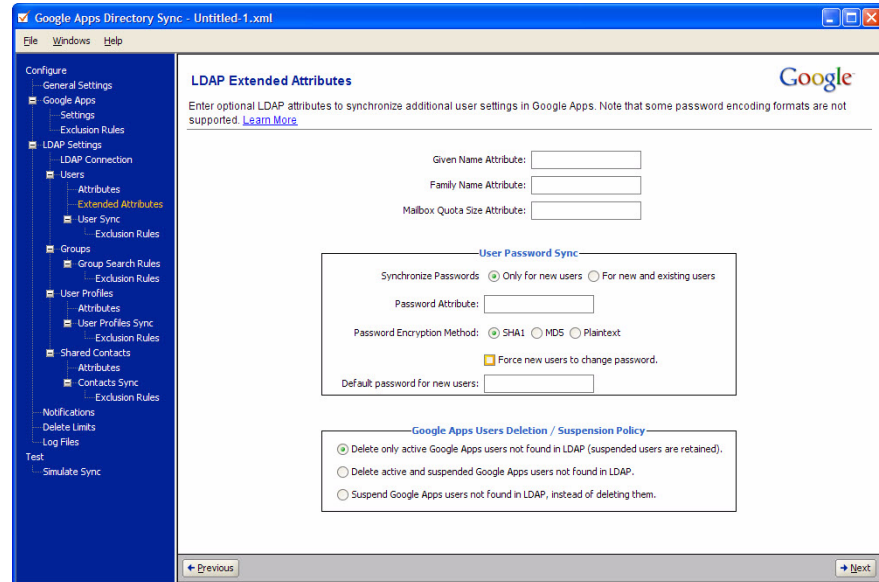 Google Apps Directory Sync - Untitled-1.xml
File Windows Help
Configure
General Settings
Google Apps
Settings
Exclusion Rules
LDAP Settings
LDAP Connection
Users
Attributes
Extended Attributes
User Sync
Exclusion Rules
Groups
Group Search Rules
Exclusion Rules
User Profiles
Attributes
User Profiles Sync
Exclusion Rules
Shared Contacts
Attributes
Contacts Sync
Exclusion Rules
Notifications
Delete Limits
Log Files
Test
Simulate Sync
LDAP Extended Attributes
Google
Enter optional LDAP attributes to synchronize additional user settings in Google Apps. Note that some password encoding formats are not
supported. Learn More
Given Name Attribute:
Family Name Attribute:
Mailbox Quota Size Attribute:
User Password Sync
Synchronize Passwords Only for new users For new and existing users
Password Attribute:
Password Encryption Method: SHA1 MD5 Plaintext
Force new users to change password.
Default password for new users:
Google Apps Users Deletion / Suspension Policy
Delete only active Google Apps users not found in LDAP (suspended users are retained).
Delete active and suspended Google Apps users not found in LDAP.
Suspend Google Apps users not found in LDAP, instead of deleting them.
Previous
Next